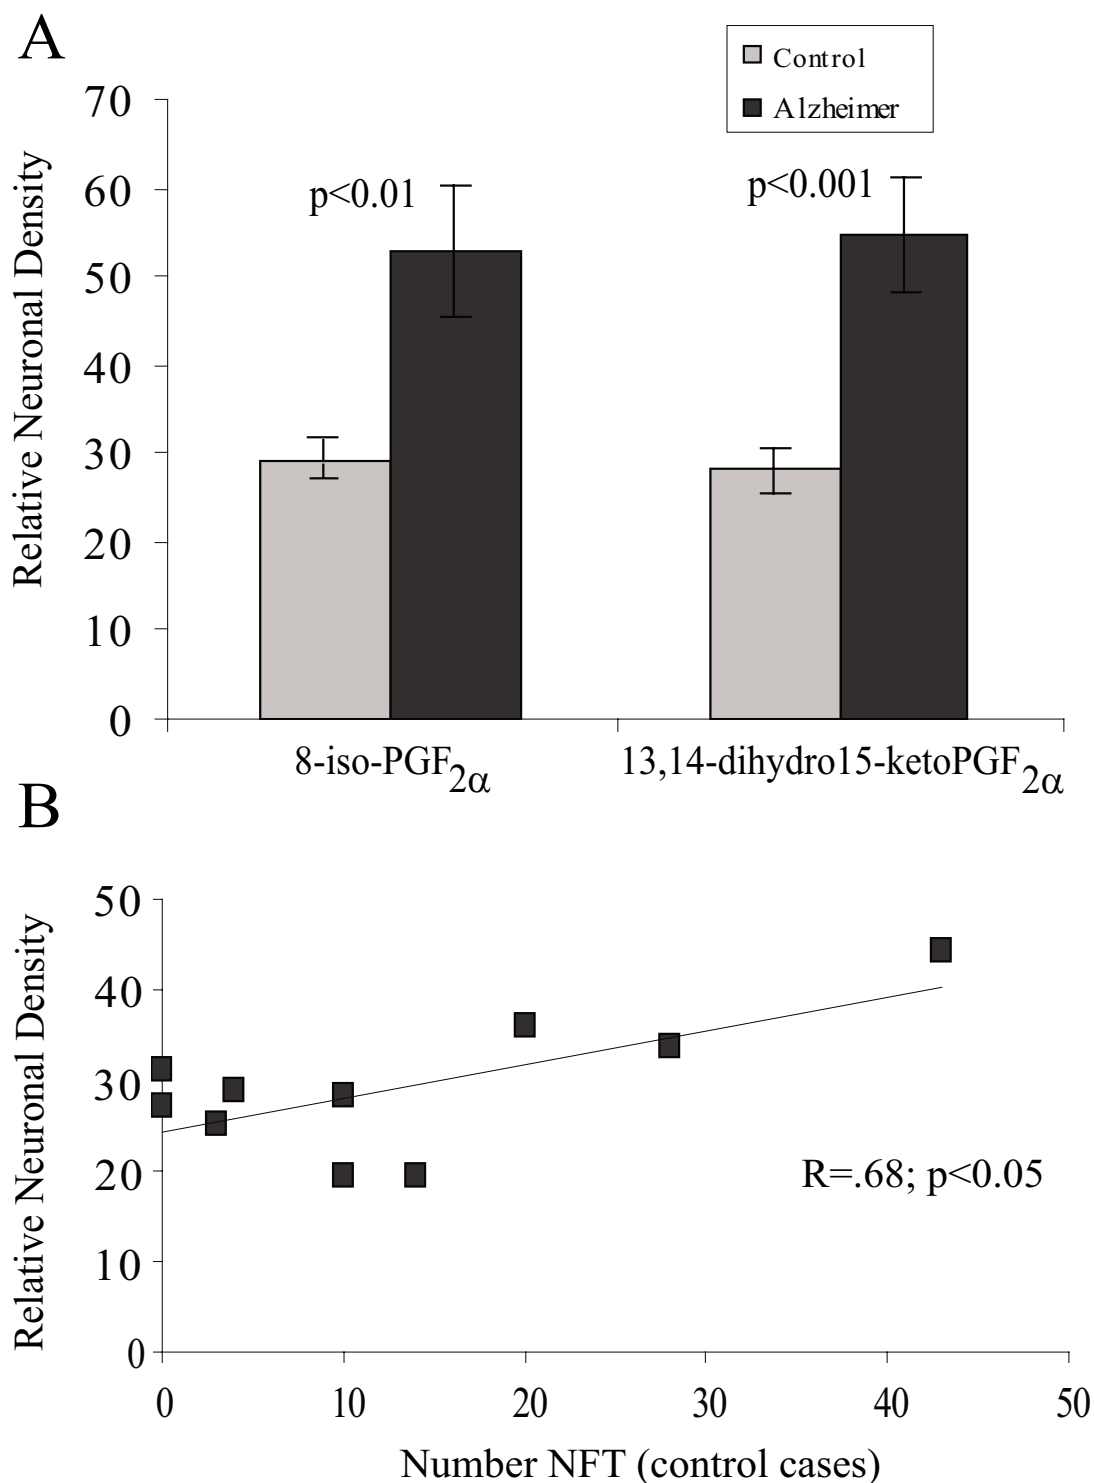 A
Control
Alzheimer
70
60
50
40
30
20
10
0
Relative Neuronal Density
p<0.01
p<0.001
8-iso-PGF2α
13,14-dihydro15-ketoPGF2α
B
50
40
30
20
10
0
Relative Neuronal Density
R=.68; p<0.05
0 10 20 30 40 50
Number NFT (control cases)